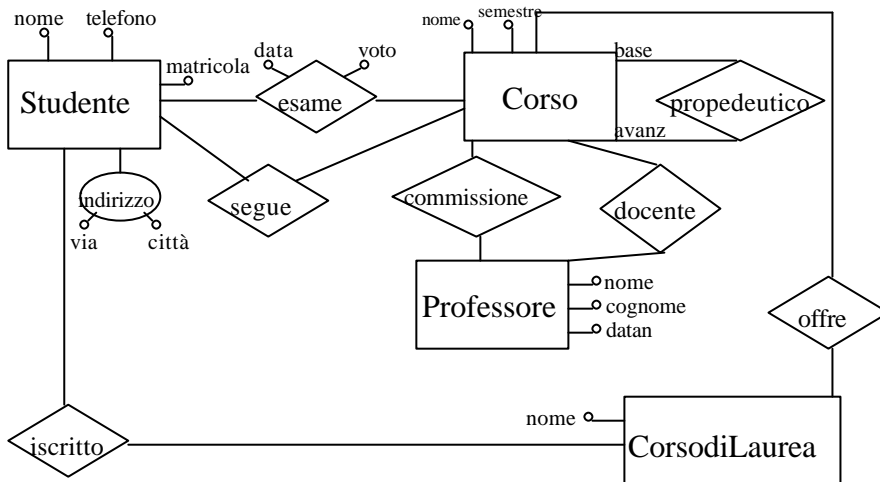 nome telefono
nome semestre
matricola
data voto
base
Studente
esame
Corso
propedeutico
avanz
indirizzo
via città
segue
commissione
docente
Professore
nome
cognome
datan
offre
nome
iscritto
CorsodiLaurea